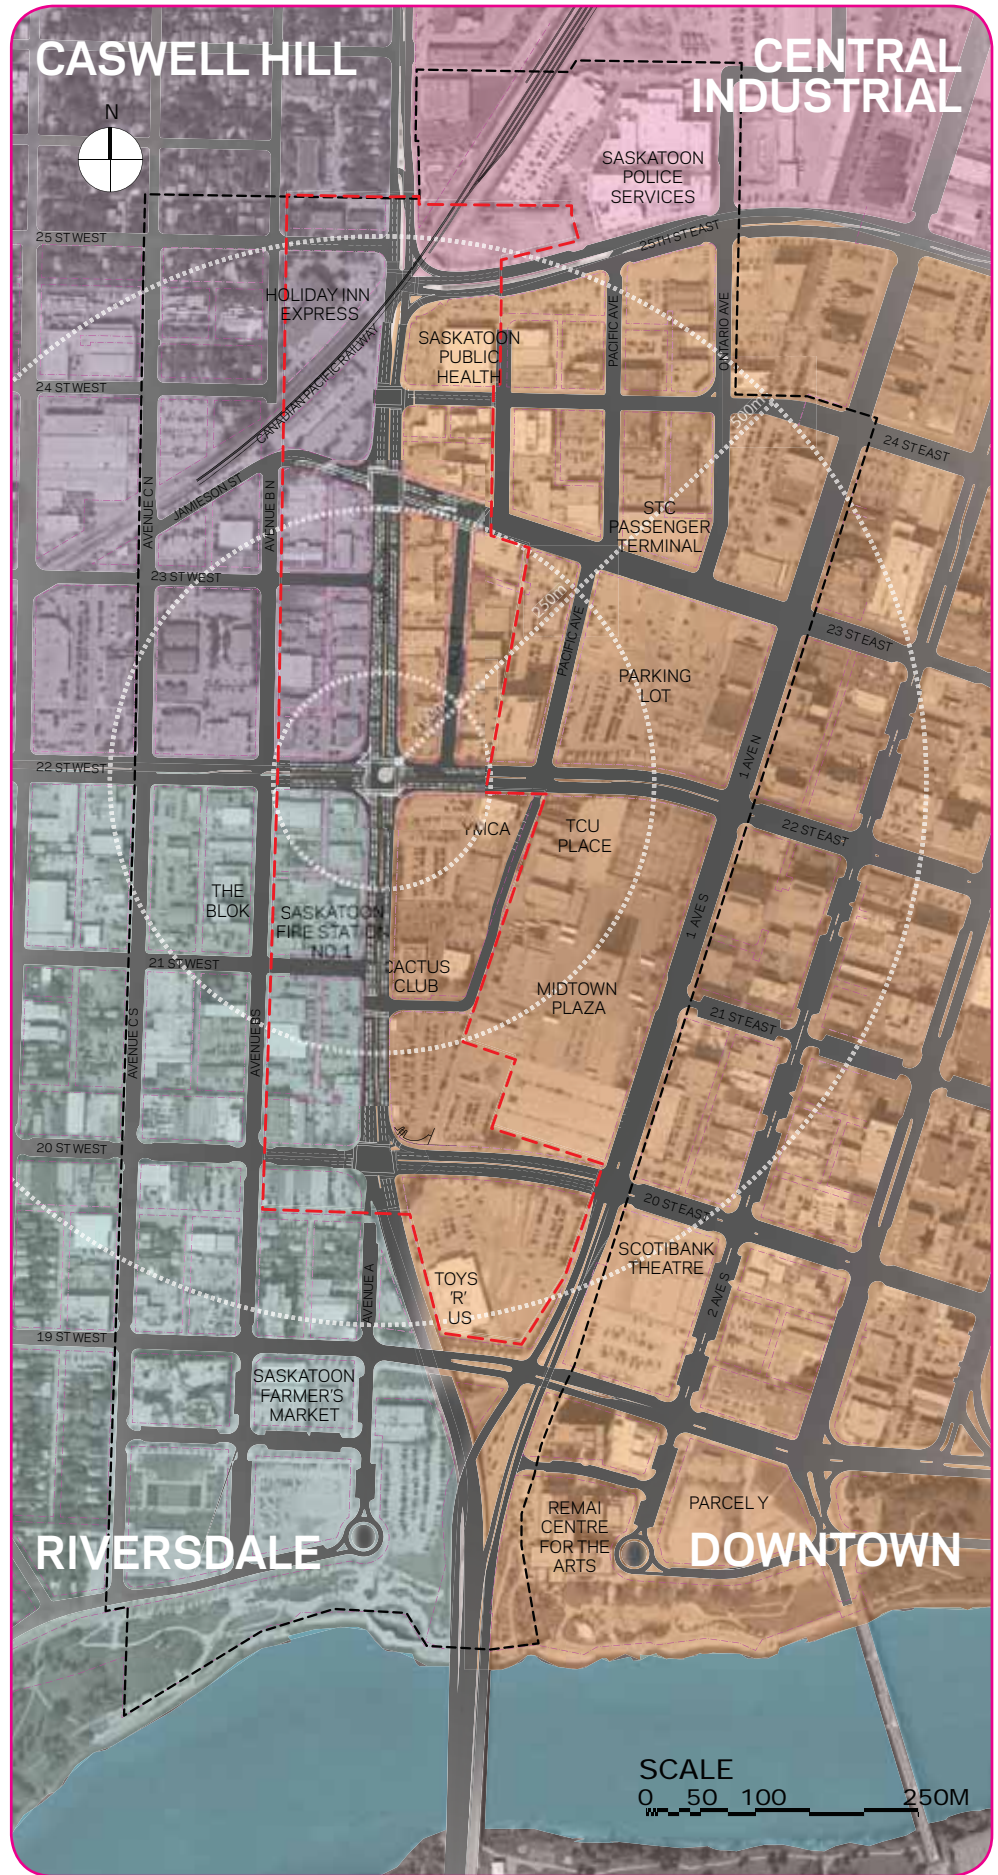 CASWELL HILL
CENTRAL
INDUSTRIAL
N
SASKATOON
POLICE
SERVICES
25 ST WEST
25TH ST EAST
HOLIDAY INN
EXPRESS
SASKATOON
PUBLIC
HEALTH
PACIFIC AVE
ONTARIO AVE
CANADIAN PACIFIC RAILWAY
24 ST WEST
500m
24 ST EAST
AVENUE C N
JAMIESON ST
AVENUE B N
STC
PASSENGER
TERMINAL
23 ST WEST
250m
PACIFIC AVE
23 ST EAST
PARKING
LOT
1 AVE N
22 ST WEST
YMCA
TCU
PLACE
22 ST EAST
THE
BLOK
SASKATOON
FIRE STATION
NO.1
1 AVE S
21 ST WEST
CACTUS
CLUB
MIDTOWN
PLAZA
21 ST EAST
AVENUE C S
AVENUE BS
20 ST WEST
20 ST EAST
SCOTIBANK
THEATRE
TOYS
'R'
US
AVENUE A
2 AVE S
19 ST WEST
SASKATOON
FARMER'S
MARKET
REMAI
CENTRE
FOR THE
ARTS
PARCEL Y
RIVERSDALE
DOWNTOWN
SCALE
0 50 100 250M